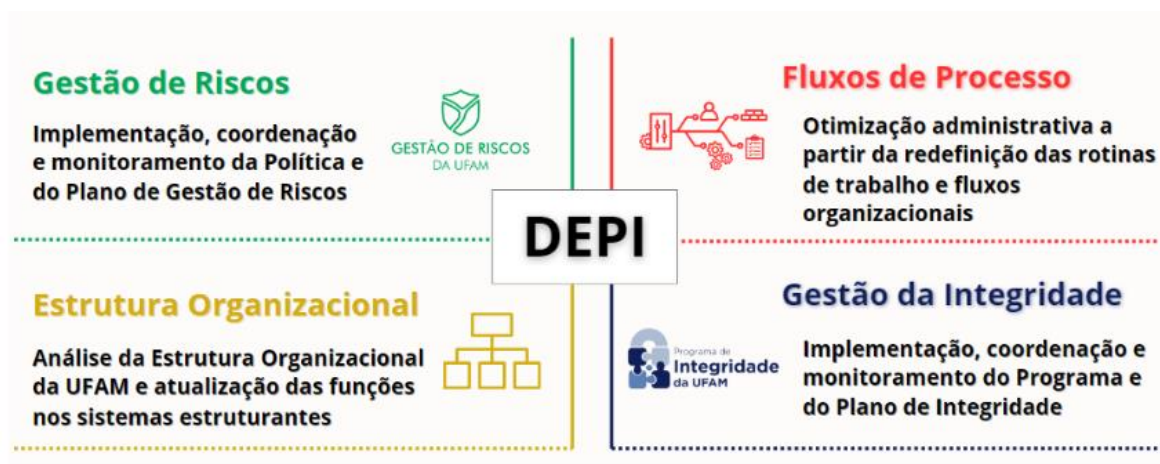 Gestão de Riscos
Implementação, coordenação
e monitoramento da Política e
do Plano de Gestão de Riscos
GESTÃO DE RISCOS
DA UFAM
Fluxos de Processo
Otimização administrativa a
partir da redefinição das rotinas
de trabalho e fluxos
organizacionais
DEPI
Estrutura Organizacional
Análise da Estrutura Organizacional
da UFAM e atualização das funções
nos sistemas estruturantes
Gestão da Integridade
Programa de
Integridade
da UFAM
Implementação, coordenação e
monitoramento do Programa e
do Plano de Integridade